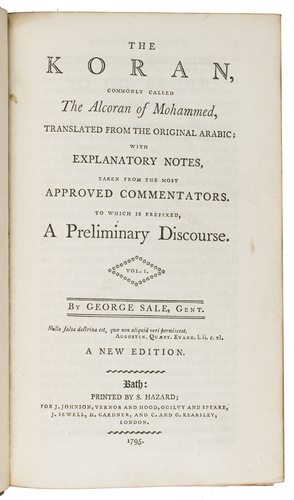 THE
KORAN,
COMMONLY CALLED
The Alcoran of Mohammed,
TRANSLATED FROM THE ORIGINAL ARABIC;
WITH
EXPLANATORY NOTES,
TAKEN FROM THE MOST
APPROVED COMMENTATORS.
TO WHICH IS PREFIXED,
A Preliminary Discourse.
VOL. I.
BY GEORGE SALE, GENT.
Nulla falsa doctrina est, quæ non aliquid veri permisceat.
AUGUSTIN. QUÆST. EVANG. l. ii. c. xl.
A NEW EDITION.
Bath:
PRINTED BY S. HAZARD;
FOR J. JOHNSON, VERNOR AND HOOD, OGILVY AND SPEARE,
J. SEWELL, H. GARDNER, AND C. AND G. KEARSLEY,
LONDON.
1795.